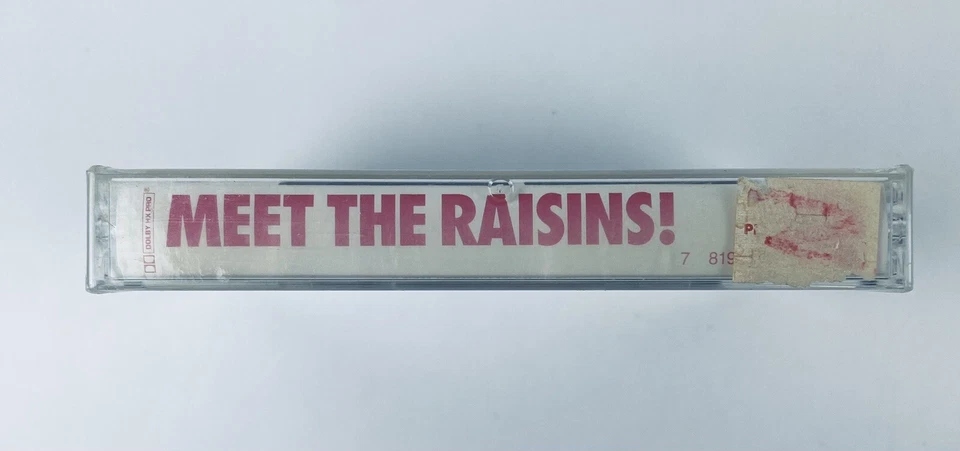 DOLBY HX PRO
MEET THE RAISINS!
7 819